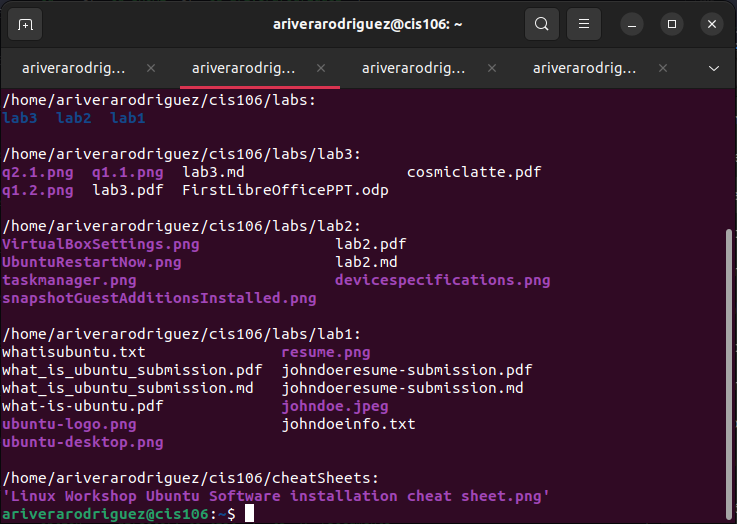 ariverarodriguez@cis106: ~
ariverarodrig... ariverarodrig... ariverarodrig... ariverarodrig...
/home/ariverarodriguez/cis106/labs:
lab3  lab2  lab1
/home/ariverarodriguez/cis106/labs/lab3:
q2.1.png  q1.1.png  lab3.md                  cosmiclatte.pdf
q1.2.png  lab3.pdf  FirstLibreOfficePPT.odp
/home/ariverarodriguez/cis106/labs/lab2:
VirtualBoxSettings.png               lab2.pdf
UbuntuRestartNow.png                 lab2.md
taskmanager.png                      devicespecifications.png
snapshotGuestAdditionsInstalled.png
/home/ariverarodriguez/cis106/labs/lab1:
whatisubuntu.txt               resume.png
what_is_ubuntu_submission.pdf  johndoeresume-submission.pdf
what_is_ubuntu_submission.md   johndoeresume-submission.md
what-is-ubuntu.pdf             johndoe.jpeg
ubuntu-logo.png                johndoeinfo.txt
ubuntu-desktop.png
/home/ariverarodriguez/cis106/cheatSheets:
'Linux Workshop Ubuntu Software installation cheat sheet.png'
ariverarodriguez@cis106:~$